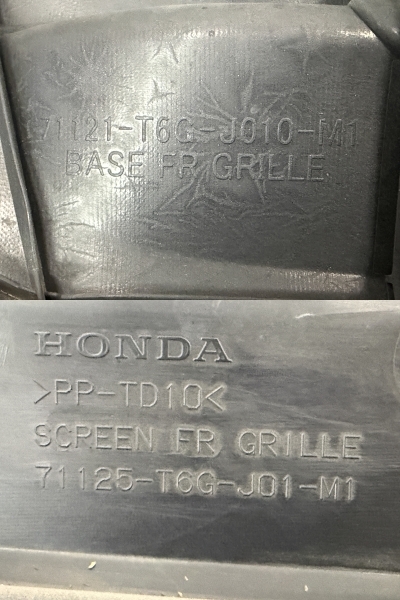 71121-T6G-J010-M1
BASE FR GRILLE
HONDA
>PP-TD10<
SCREEN FR GRILLE
71125-T6G-J01-M1